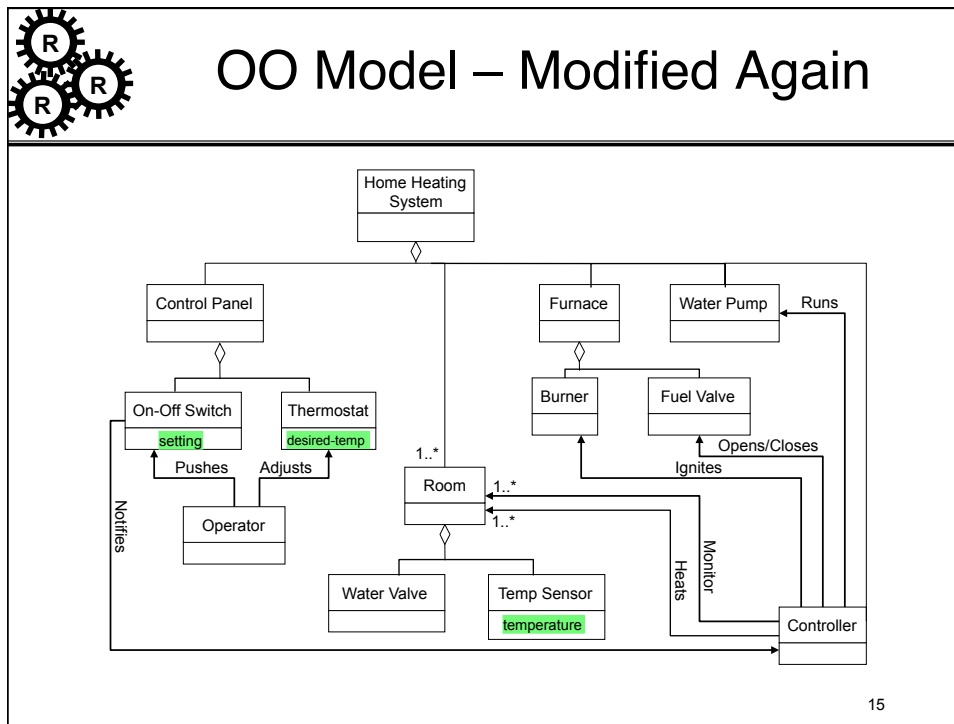 R
R
R
OO Model – Modified Again
Home Heating
System
Control Panel
Furnace
Water Pump
Runs
On-Off Switch
setting
Thermostat
desired-temp
Burner
Fuel Valve
Opens/Closes
Ignites
Pushes
Adjusts
1..*
Room
1..*
1..*
Operator
Notifies
Monitor
Heats
Water Valve
Temp Sensor
temperature
Controller
15